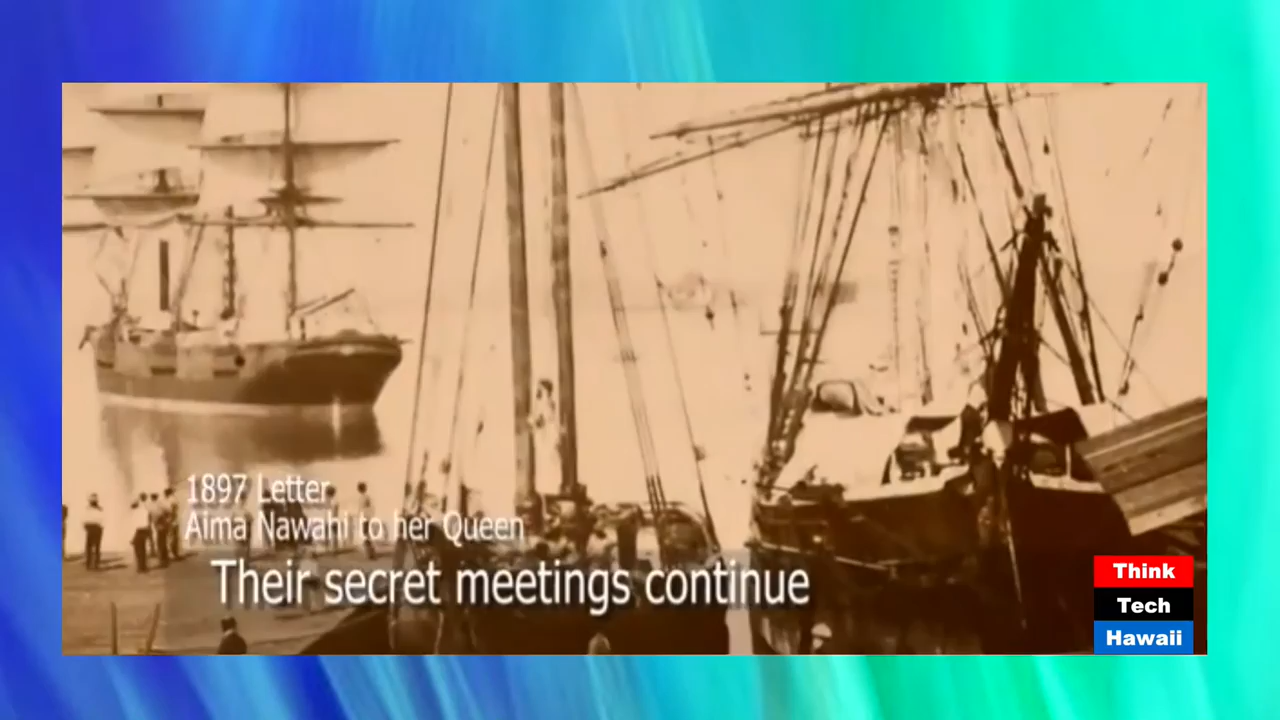 1897 Letter
Aima Nawahi to her Queen
Their secret meetings continue
Think
Tech
Hawaii